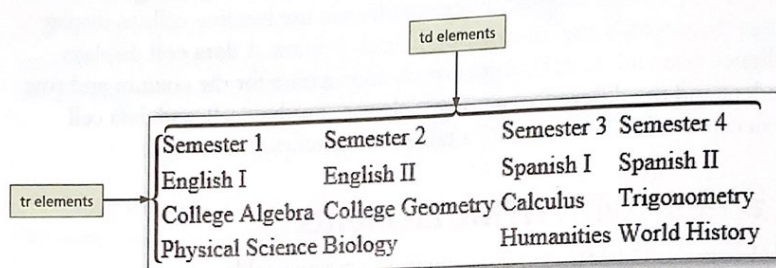 td elements
Semester 1 Semester 2 Semester 3 Semester 4
English I English II Spanish I Spanish II
tr elements
College Algebra College Geometry Calculus Trigonometry
Physical Science Biology Humanities World History